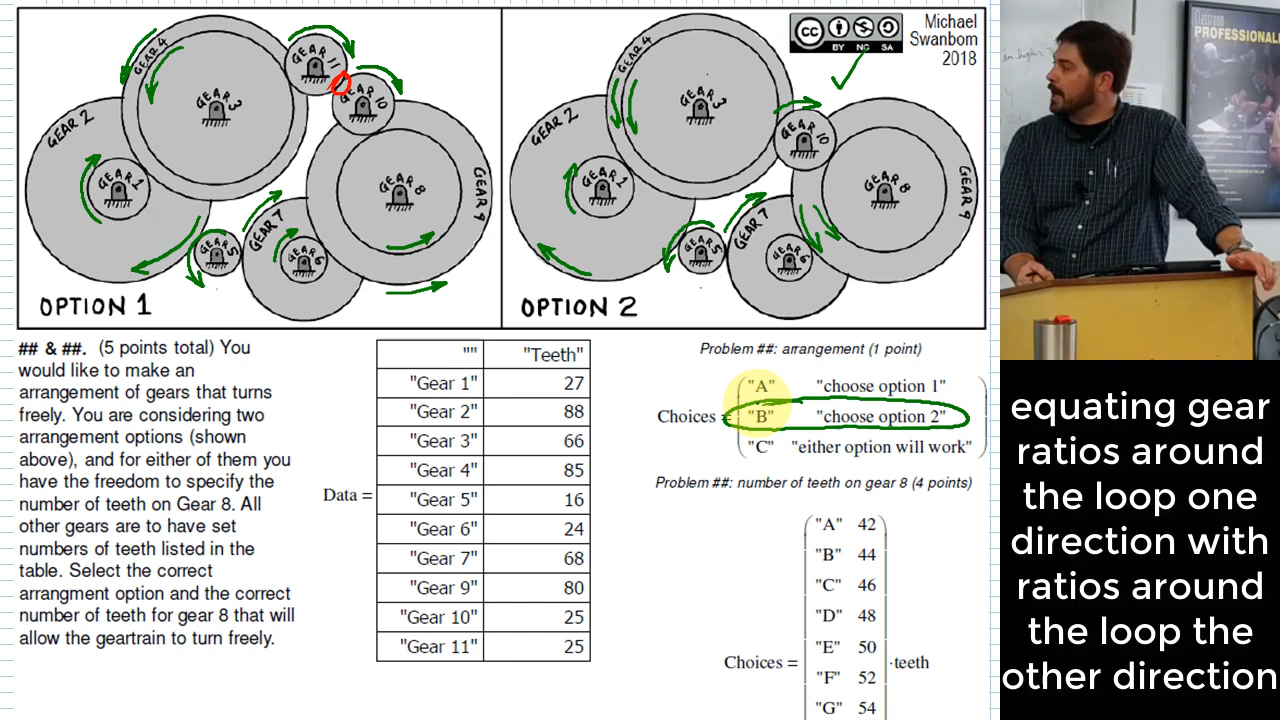 GEAR 2
GEAR 4
GEAR 3
GEAR 11
GEAR 10
GEAR 1
GEAR 5
GEAR 7
GEAR 6
GEAR 8
GEAR 9
OPTION 1
GEAR 2
GEAR 4
GEAR 3
GEAR 10
GEAR 1
GEAR 5
GEAR 7
GEAR 6
GEAR 8
GEAR 9
OPTION 2
cc
BY NC SA
Michael
Swanbom
2018
Classroom
PROFESSIONAL
## & ##. (5 points total) You
would like to make an
arrangement of gears that turns
freely. You are considering two
arrangement options (shown
above), and for either of them you
have the freedom to specify the
number of teeth on Gear 8. All
other gears are to have set
numbers of teeth listed in the
table. Select the correct
arrangment option and the correct
number of teeth for gear 8 that will
allow the geartrain to turn freely.
Data =
"" "Teeth"
"Gear 1" 27
"Gear 2" 88
"Gear 3" 66
"Gear 4" 85
"Gear 5" 16
"Gear 6" 24
"Gear 7" 68
"Gear 9" 80
"Gear 10" 25
"Gear 11" 25
Problem ##: arrangement (1 point)
"A" "choose option 1"
Choices = "B" "choose option 2"
"C" "either option will work"
Problem ##: number of teeth on gear 8 (4 points)
"A" 42
"B" 44
"C" 46
"D" 48
"E" 50
Choices = "F" 52 ·teeth
"G" 54
equating gear
ratios around
the loop one
direction with
ratios around
the loop the
other direction